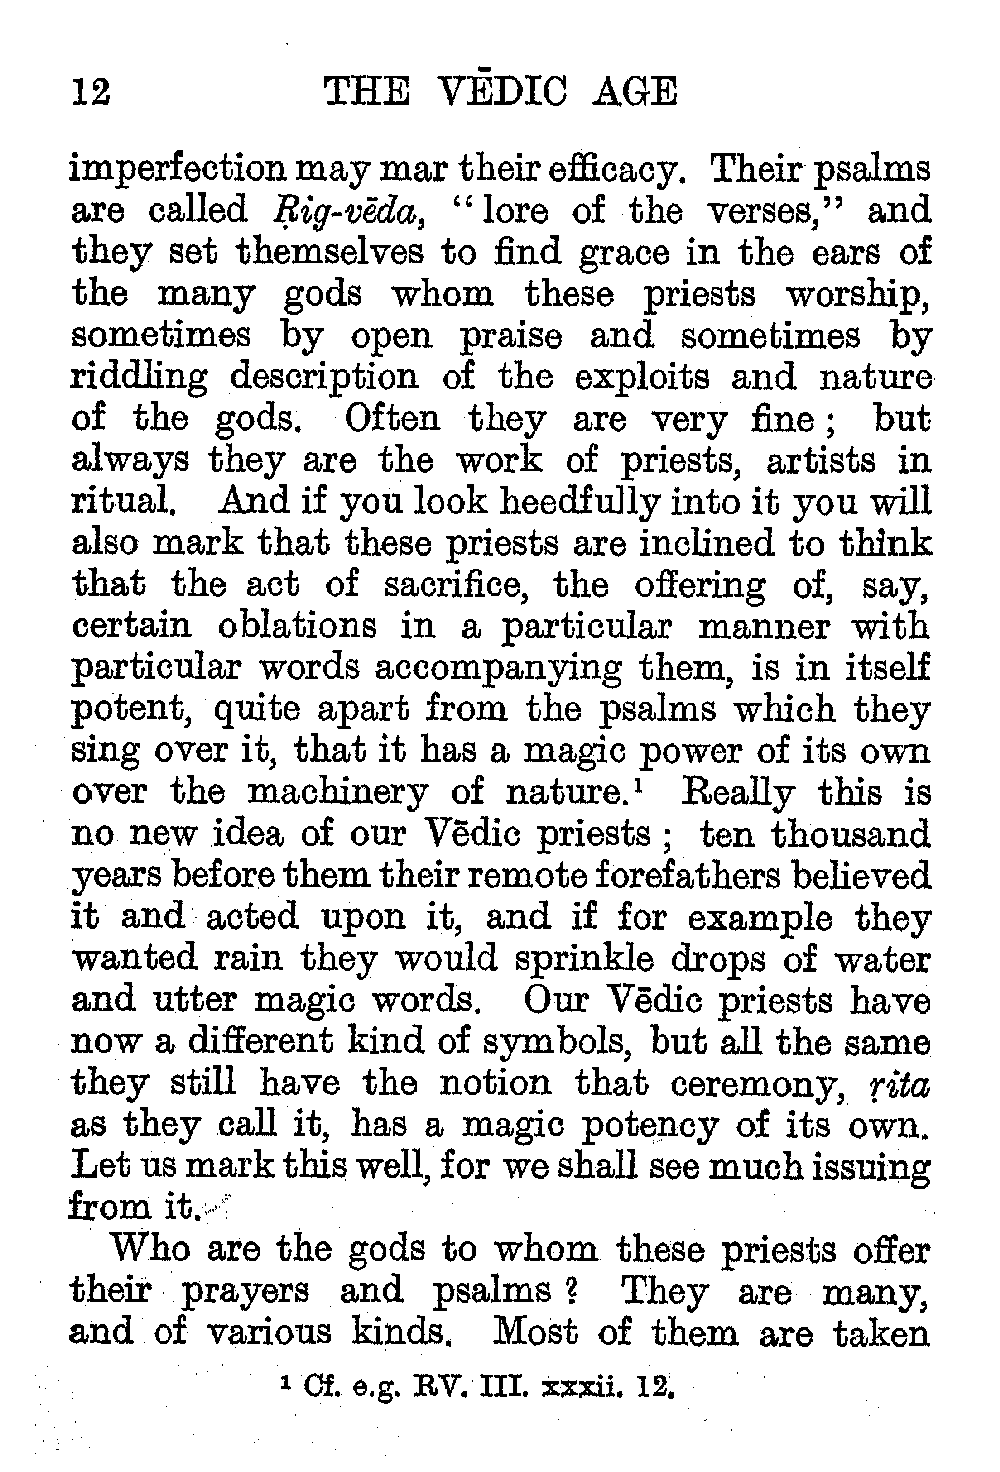 12 THE VĒDIC AGE
imperfection may mar their efficacy. Their psalms
are called Ṛig-vēda, “lore of the verses,” and
they set themselves to find grace in the ears of
the many gods whom these priests worship,
sometimes by open praise and sometimes by
riddling description of the exploits and nature
of the gods. Often they are very fine ; but
always they are the work of priests, artists in
ritual. And if you look heedfully into it you will
also mark that these priests are inclined to think
that the act of sacrifice, the offering of, say,
certain oblations in a particular manner with
particular words accompanying them, is in itself
potent, quite apart from the psalms which they
sing over it, that it has a magic power of its own
over the machinery of nature.¹ Really this is
no new idea of our Vēdic priests ; ten thousand
years before them their remote forefathers believed
it and acted upon it, and if for example they
wanted rain they would sprinkle drops of water
and utter magic words. Our Vēdic priests have
now a different kind of symbols, but all the same
they still have the notion that ceremony, ṛita
as they call it, has a magic potency of its own.
Let us mark this well, for we shall see much issuing
from it.
Who are the gods to whom these priests offer
their prayers and psalms ? They are many,
and of various kinds. Most of them are taken
¹ Cf. e.g. RV. III. xxxii. 12.